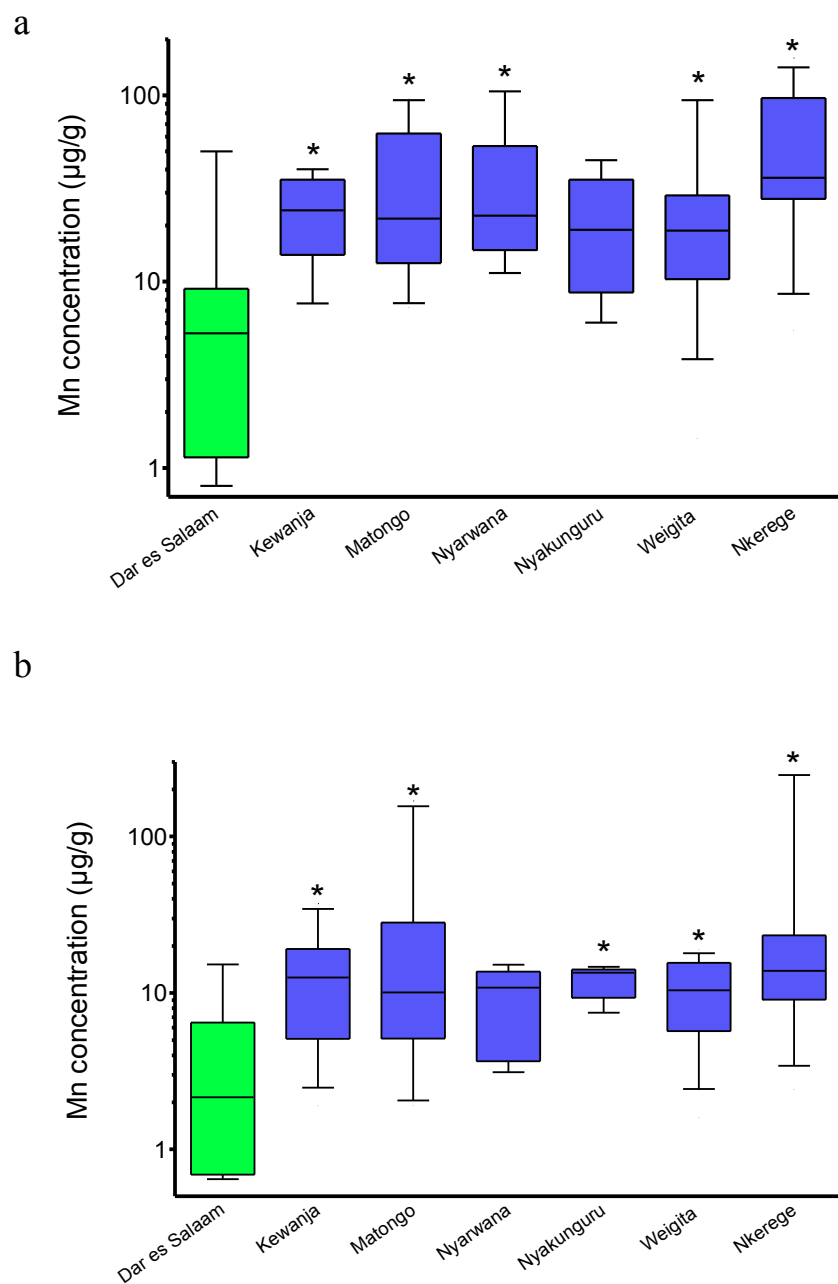 a
Mn concentration (µg/g)
100
10
1
* * * * *
Dar es Salaam
Kewanja
Matongo
Nyarwana
Nyakunguru
Weigita
Nkerege
b
Mn concentration (µg/g)
100
10
1
* * * * *
Dar es Salaam
Kewanja
Matongo
Nyarwana
Nyakunguru
Weigita
Nkerege